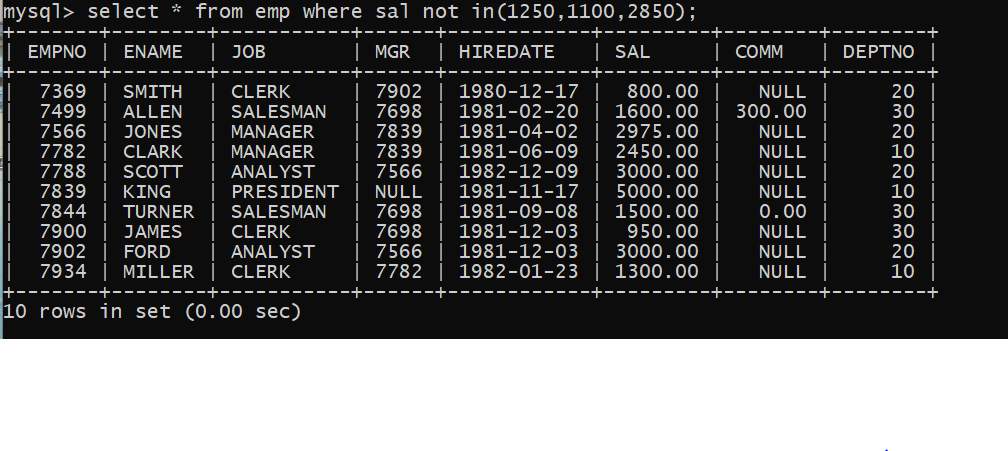 mysql> select * from emp where sal not in(1250,1100,2850);
+-------+--------+-----------+------+------------+---------+--------+--------+
| EMPNO | ENAME  | JOB       | MGR  | HIREDATE   | SAL     | COMM   | DEPTNO |
+-------+--------+-----------+------+------------+---------+--------+--------+
|  7369 | SMITH  | CLERK     | 7902 | 1980-12-17 |  800.00 |   NULL |     20 |
|  7499 | ALLEN  | SALESMAN  | 7698 | 1981-02-20 | 1600.00 | 300.00 |     30 |
|  7566 | JONES  | MANAGER   | 7839 | 1981-04-02 | 2975.00 |   NULL |     20 |
|  7782 | CLARK  | MANAGER   | 7839 | 1981-06-09 | 2450.00 |   NULL |     10 |
|  7788 | SCOTT  | ANALYST   | 7566 | 1982-12-09 | 3000.00 |   NULL |     20 |
|  7839 | KING   | PRESIDENT | NULL | 1981-11-17 | 5000.00 |   NULL |     10 |
|  7844 | TURNER | SALESMAN  | 7698 | 1981-09-08 | 1500.00 |   0.00 |     30 |
|  7900 | JAMES  | CLERK     | 7698 | 1981-12-03 |  950.00 |   NULL |     30 |
|  7902 | FORD   | ANALYST   | 7566 | 1981-12-03 | 3000.00 |   NULL |     20 |
|  7934 | MILLER | CLERK     | 7782 | 1982-01-23 | 1300.00 |   NULL |     10 |
+-------+--------+-----------+------+------------+---------+--------+--------+
10 rows in set (0.00 sec)